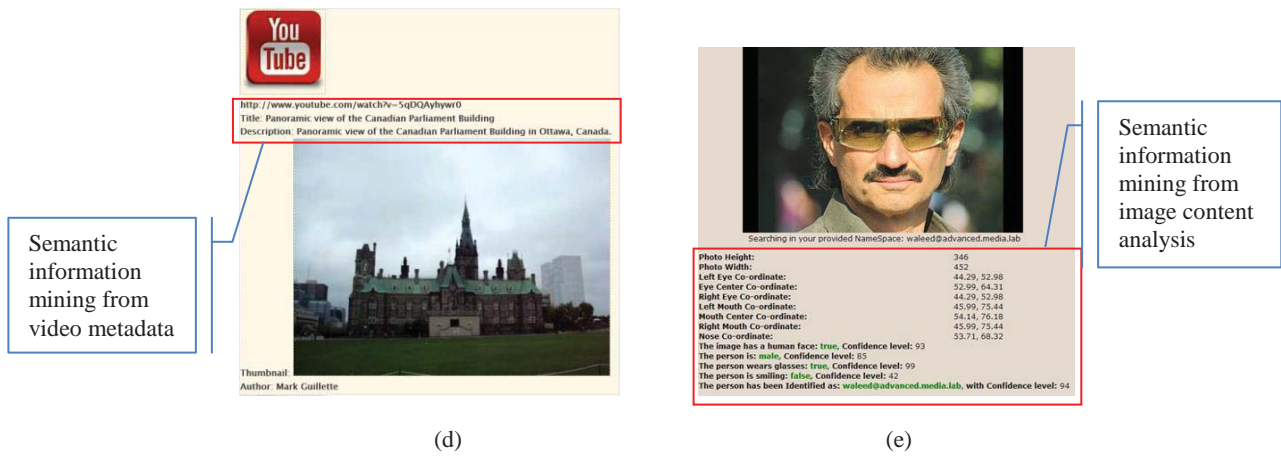 You
Tube
http://www.youtube.com/watch?v=5qDQAyhywr0
Title: Panoramic view of the Canadian Parliament Building
Description: Panoramic view of the Canadian Parliament Building in Ottawa, Canada.
Semantic
information
mining from
video metadata
Thumbnail:
Author: Mark Guillette
(d)
Searching in your provided NameSpace: waleed@advanced.media.lab
Photo Height: 346
Photo Width: 452
Left Eye Co-ordinate: 44.29, 52.98
Eye Center Co-ordinate: 52.99, 64.31
Right Eye Co-ordinate: 44.29, 52.98
Left Mouth Co-ordinate: 45.99, 75.44
Mouth Center Co-ordinate: 54.14, 76.18
Right Mouth Co-ordinate: 45.99, 75.44
Nose Co-ordinate: 53.71, 68.32
The image has a human face: true, Confidence level: 93
The person is: male, Confidence level: 85
The person wears glasses: true, Confidence level: 99
The person is smiling: false, Confidence level: 42
The person has been Identified as: waleed@advanced.media.lab, with Confidence level: 94
Semantic
information
mining from
image content
analysis
(e)